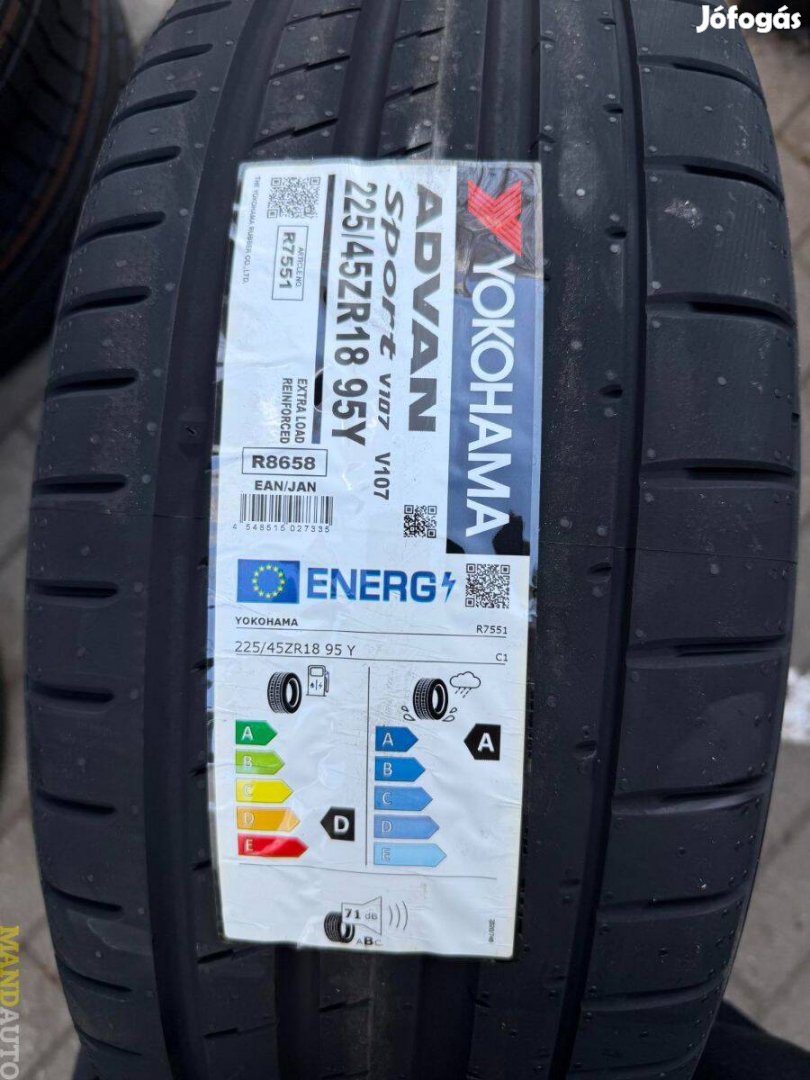 Jófogás
YOKOHAMA
ADVAN
Sport V107 V107
225/45ZR18 95Y
EXTRA LOAD
REINFORCED
ARTICLE NO.
R7551
THE YOKOHAMA RUBBER CO., LTD.
R8658
EAN/JAN
4 548515 027335
ENERG
YOKOHAMA R7551
225/45ZR18 95 Y C1
A
B
C
D
E
D
A
B
C
D
E
A
71 dB
ABC
MANDAUTO